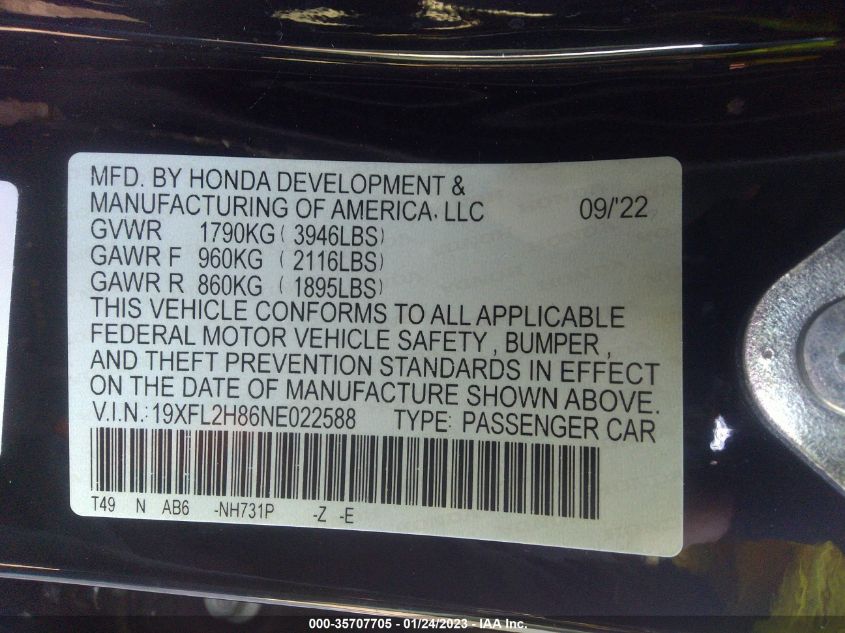 MFD. BY HONDA DEVELOPMENT &
MANUFACTURING OF AMERICA, LLC 09/'22
GVWR 1790KG ( 3946LBS)
GAWR F 960KG ( 2116LBS)
GAWR R 860KG ( 1895LBS)
THIS VEHICLE CONFORMS TO ALL APPLICABLE
FEDERAL MOTOR VEHICLE SAFETY , BUMPER ,
AND THEFT PREVENTION STANDARDS IN EFFECT
ON THE DATE OF MANUFACTURE SHOWN ABOVE.
V.I.N.: 19XFL2H86NE022588 TYPE: PASSENGER CAR
T49 N AB6 -NH731P -Z -E
000-35707705 - 01/24/2023 - IAA Inc.